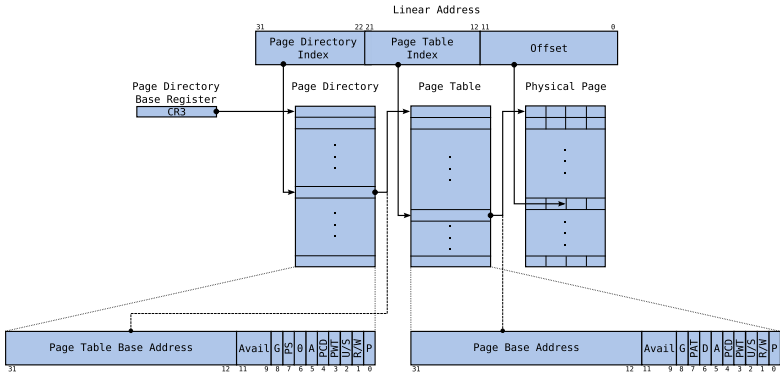 Linear Address
31 22 21 12 11 0
Page Directory Index
Page Table Index
Offset
Page Directory Base Register
CR3
Page Directory
Page Table
Physical Page
Page Table Base Address Avail G PS 0 A PCD PWT U/S R/W P
31 12 11 9 8 7 6 5 4 3 2 1 0
Page Base Address Avail G PAT D A PCD PWT U/S R/W P
31 12 11 9 8 7 6 5 4 3 2 1 0